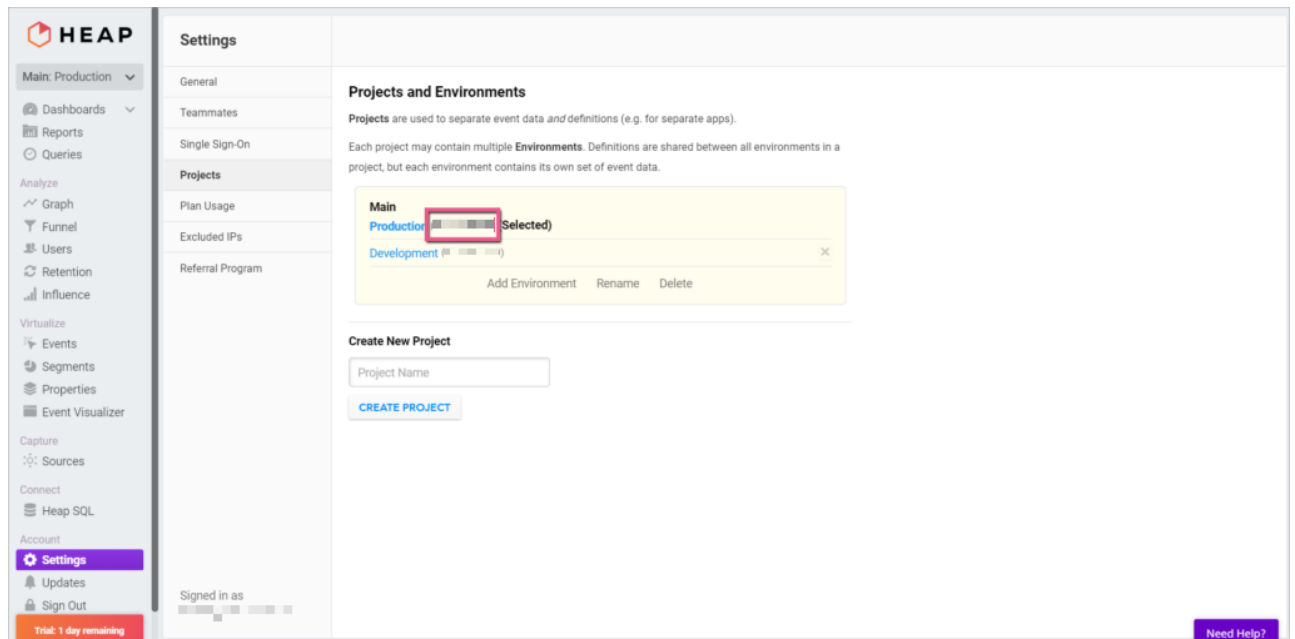 HEAP
Main: Production
Dashboards
Reports
Queries
Analyze
Graph
Funnel
Users
Retention
Influence
Virtualize
Events
Segments
Properties
Event Visualizer
Capture
Sources
Connect
Heap SQL
Account
Settings
Updates
Sign Out
Trial: 1 day remaining
Settings
General
Teammates
Single Sign-On
Projects
Plan Usage
Excluded IPs
Referral Program
Signed in as
Projects and Environments
Projects are used to separate event data and definitions (e.g. for separate apps).
Each project may contain multiple Environments. Definitions are shared between all environments in a
project, but each environment contains its own set of event data.
Main
Production Selected)
Development ( )
Add Environment Rename Delete
Create New Project
Project Name
CREATE PROJECT
Need Help?